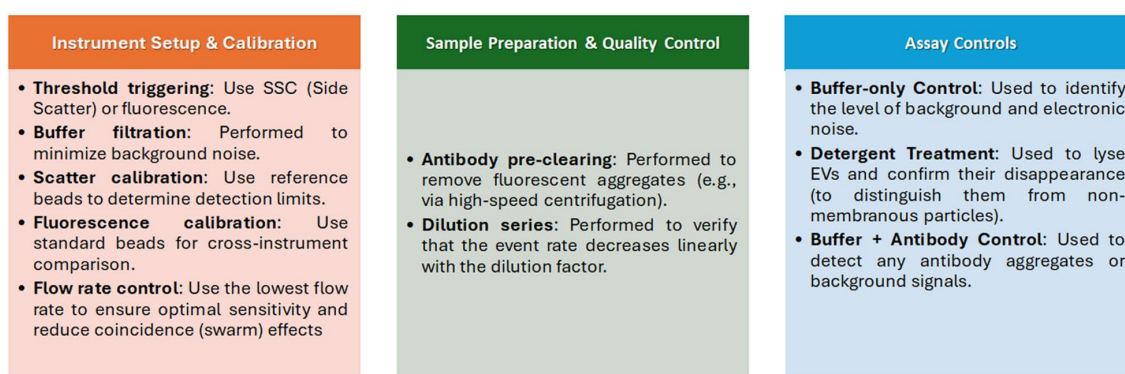 Instrument Setup & Calibration
• Threshold triggering: Use SSC (Side
Scatter) or fluorescence.
• Buffer filtration: Performed to
minimize background noise.
• Scatter calibration: Use reference
beads to determine detection limits.
• Fluorescence calibration: Use
standard beads for cross-instrument
comparison.
• Flow rate control: Use the lowest flow
rate to ensure optimal sensitivity and
reduce coincidence (swarm) effects
Sample Preparation & Quality Control
• Antibody pre-clearing: Performed to
remove fluorescent aggregates (e.g.,
via high-speed centrifugation).
• Dilution series: Performed to verify
that the event rate decreases linearly
with the dilution factor.
Assay Controls
• Buffer-only Control: Used to identify
the level of background and electronic
noise.
• Detergent Treatment: Used to lyse
EVs and confirm their disappearance
(to distinguish them from non-
membranous particles).
• Buffer + Antibody Control: Used to
detect any antibody aggregates or
background signals.